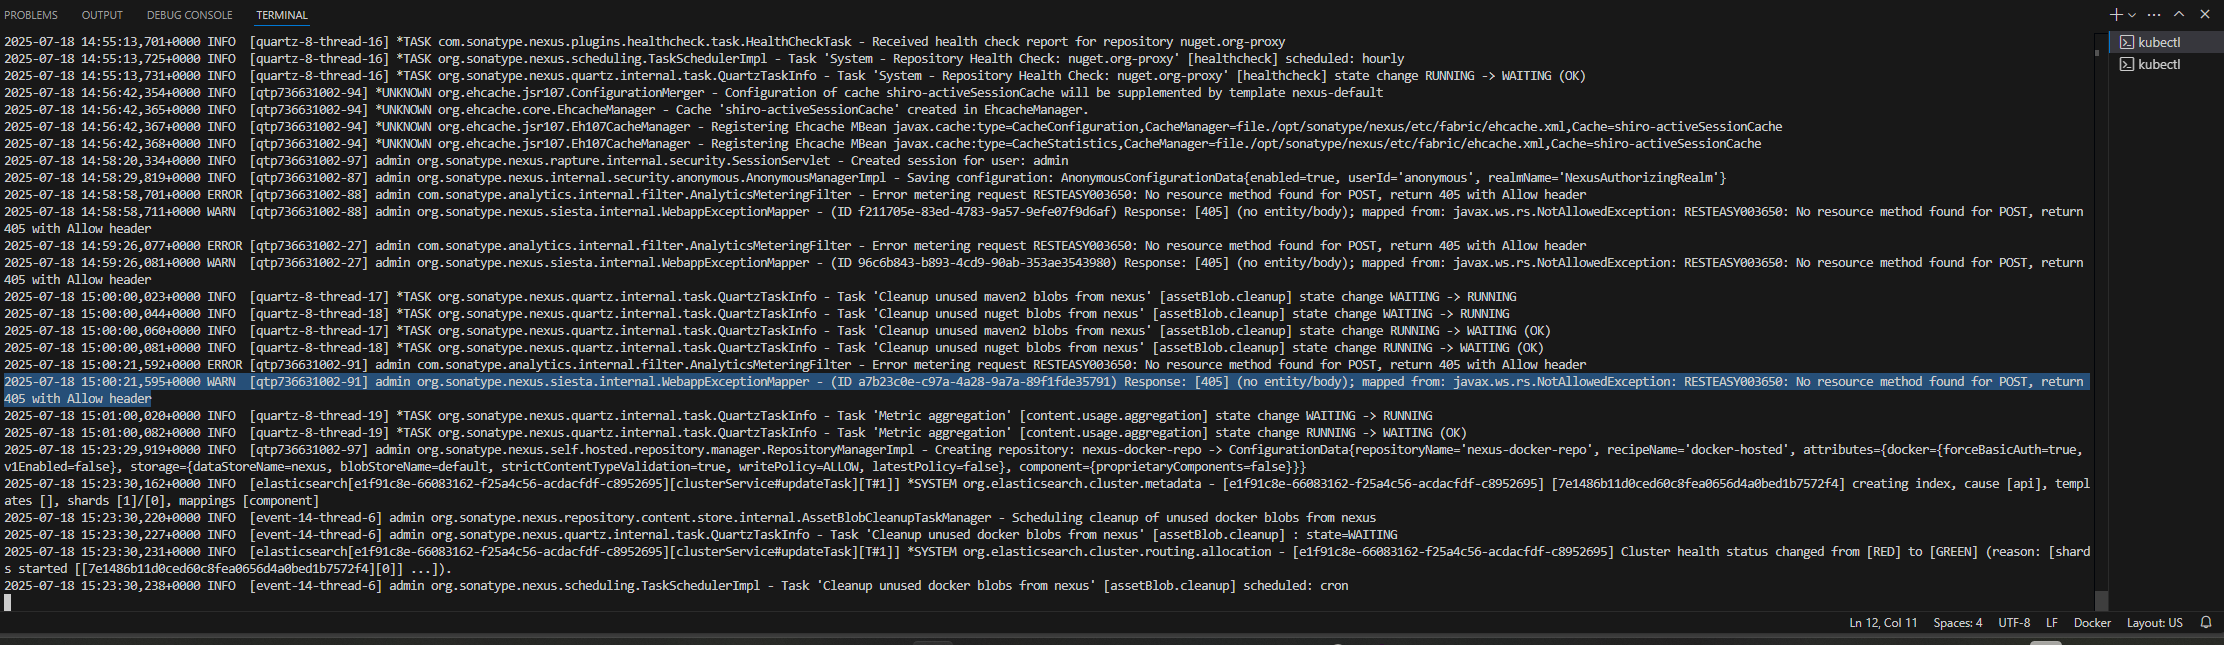 PROBLEMS OUTPUT DEBUG CONSOLE TERMINAL
2025-07-18 14:55:13,701+0000 INFO  [quartz-8-thread-16] *TASK com.sonatype.nexus.plugins.healthcheck.task.HealthCheckTask - Received health check report for repository nuget.org-proxy
2025-07-18 14:55:13,725+0000 INFO  [quartz-8-thread-16] *TASK org.sonatype.nexus.scheduling.TaskSchedulerImpl - Task 'System - Repository Health Check: nuget.org-proxy' [healthcheck] scheduled: hourly
2025-07-18 14:55:13,731+0000 INFO  [quartz-8-thread-16] *TASK org.sonatype.nexus.quartz.internal.task.QuartzTaskInfo - Task 'System - Repository Health Check: nuget.org-proxy' [healthcheck] state change RUNNING -> WAITING (OK)
2025-07-18 14:56:42,354+0000 INFO  [qtp736631002-94] *UNKNOWN org.ehcache.jsr107.ConfigurationMerger - Configuration of cache shiro-activeSessionCache will be supplemented by template nexus-default
2025-07-18 14:56:42,365+0000 INFO  [qtp736631002-94] *UNKNOWN org.ehcache.core.EhcacheManager - Cache 'shiro-activeSessionCache' created in EhcacheManager.
2025-07-18 14:56:42,367+0000 INFO  [qtp736631002-94] *UNKNOWN org.ehcache.jsr107.Eh107CacheManager - Registering Ehcache MBean javax.cache:type=CacheConfiguration,CacheManager=file./opt/sonatype/nexus/etc/fabric/ehcache.xml,Cache=shiro-activeSessionCache
2025-07-18 14:56:42,368+0000 INFO  [qtp736631002-94] *UNKNOWN org.ehcache.jsr107.Eh107CacheManager - Registering Ehcache MBean javax.cache:type=CacheStatistics,CacheManager=file./opt/sonatype/nexus/etc/fabric/ehcache.xml,Cache=shiro-activeSessionCache
2025-07-18 14:58:20,334+0000 INFO  [qtp736631002-97] admin org.sonatype.nexus.rapture.internal.security.SessionServlet - Created session for user: admin
2025-07-18 14:58:29,819+0000 INFO  [qtp736631002-87] admin org.sonatype.nexus.internal.security.anonymous.AnonymousManagerImpl - Saving configuration: AnonymousConfigurationData{enabled=true, userId='anonymous', realmName='NexusAuthorizingRealm'}
2025-07-18 14:58:58,701+0000 ERROR [qtp736631002-88] admin com.sonatype.analytics.internal.filter.AnalyticsMeteringFilter - Error metering request RESTEASY003650: No resource method found for POST, return 405 with Allow header
2025-07-18 14:58:58,711+0000 WARN  [qtp736631002-88] admin org.sonatype.nexus.siesta.internal.WebappExceptionMapper - (ID f211705e-83ed-4783-9a57-9efe07f9d6af) Response: [405] (no entity/body); mapped from: javax.ws.rs.NotAllowedException: RESTEASY003650: No resource method found for POST, return
405 with Allow header
2025-07-18 14:59:26,077+0000 ERROR [qtp736631002-27] admin com.sonatype.analytics.internal.filter.AnalyticsMeteringFilter - Error metering request RESTEASY003650: No resource method found for POST, return 405 with Allow header
2025-07-18 14:59:26,081+0000 WARN  [qtp736631002-27] admin org.sonatype.nexus.siesta.internal.WebappExceptionMapper - (ID 96c6b843-b893-4cd9-90ab-353ae3543980) Response: [405] (no entity/body); mapped from: javax.ws.rs.NotAllowedException: RESTEASY003650: No resource method found for POST, return
405 with Allow header
2025-07-18 15:00:00,023+0000 INFO  [quartz-8-thread-17] *TASK org.sonatype.nexus.quartz.internal.task.QuartzTaskInfo - Task 'Cleanup unused maven2 blobs from nexus' [assetBlob.cleanup] state change WAITING -> RUNNING
2025-07-18 15:00:00,044+0000 INFO  [quartz-8-thread-18] *TASK org.sonatype.nexus.quartz.internal.task.QuartzTaskInfo - Task 'Cleanup unused nuget blobs from nexus' [assetBlob.cleanup] state change WAITING -> RUNNING
2025-07-18 15:00:00,060+0000 INFO  [quartz-8-thread-17] *TASK org.sonatype.nexus.quartz.internal.task.QuartzTaskInfo - Task 'Cleanup unused maven2 blobs from nexus' [assetBlob.cleanup] state change RUNNING -> WAITING (OK)
2025-07-18 15:00:00,081+0000 INFO  [quartz-8-thread-18] *TASK org.sonatype.nexus.quartz.internal.task.QuartzTaskInfo - Task 'Cleanup unused nuget blobs from nexus' [assetBlob.cleanup] state change RUNNING -> WAITING (OK)
2025-07-18 15:00:21,592+0000 ERROR [qtp736631002-91] admin com.sonatype.analytics.internal.filter.AnalyticsMeteringFilter - Error metering request RESTEASY003650: No resource method found for POST, return 405 with Allow header
2025-07-18 15:00:21,595+0000 WARN  [qtp736631002-91] admin org.sonatype.nexus.siesta.internal.WebappExceptionMapper - (ID a7b23c0e-c97a-4a28-9a7a-89f1fde35791) Response: [405] (no entity/body); mapped from: javax.ws.rs.NotAllowedException: RESTEASY003650: No resource method found for POST, return
405 with Allow header
2025-07-18 15:01:00,020+0000 INFO  [quartz-8-thread-19] *TASK org.sonatype.nexus.quartz.internal.task.QuartzTaskInfo - Task 'Metric aggregation' [content.usage.aggregation] state change WAITING -> RUNNING
2025-07-18 15:01:00,082+0000 INFO  [quartz-8-thread-19] *TASK org.sonatype.nexus.quartz.internal.task.QuartzTaskInfo - Task 'Metric aggregation' [content.usage.aggregation] state change RUNNING -> WAITING (OK)
2025-07-18 15:23:29,919+0000 INFO  [qtp736631002-97] admin org.sonatype.nexus.self.hosted.repository.manager.RepositoryManagerImpl - Creating repository: nexus-docker-repo -> ConfigurationData{repositoryName='nexus-docker-repo', recipeName='docker-hosted', attributes={docker={forceBasicAuth=true,
v1Enabled=false}, storage={dataStoreName=nexus, blobStoreName=default, strictContentTypeValidation=true, writePolicy=ALLOW, latestPolicy=false}, component={proprietaryComponents=false}}}
2025-07-18 15:23:30,162+0000 INFO  [elasticsearch[e1f91c8e-66083162-f25a4c56-acdacfdf-c8952695][clusterService#updateTask][T#1]] *SYSTEM org.elasticsearch.cluster.metadata - [e1f91c8e-66083162-f25a4c56-acdacfdf-c8952695] [7e1486b11d0ced60c8fea0656d4a0bed1b7572f4] creating index, cause [api], templ
ates [], shards [1]/[0], mappings [component]
2025-07-18 15:23:30,220+0000 INFO  [event-14-thread-6] admin org.sonatype.nexus.repository.content.store.internal.AssetBlobCleanupTaskManager - Scheduling cleanup of unused docker blobs from nexus
2025-07-18 15:23:30,227+0000 INFO  [event-14-thread-6] admin org.sonatype.nexus.quartz.internal.task.QuartzTaskInfo - Task 'Cleanup unused docker blobs from nexus' [assetBlob.cleanup] : state=WAITING
2025-07-18 15:23:30,231+0000 INFO  [elasticsearch[e1f91c8e-66083162-f25a4c56-acdacfdf-c8952695][clusterService#updateTask][T#1]] *SYSTEM org.elasticsearch.cluster.routing.allocation - [e1f91c8e-66083162-f25a4c56-acdacfdf-c8952695] Cluster health status changed from [RED] to [GREEN] (reason: [shard
s started [[7e1486b11d0ced60c8fea0656d4a0bed1b7572f4][0]] ...]).
2025-07-18 15:23:30,238+0000 INFO  [event-14-thread-6] admin org.sonatype.nexus.scheduling.TaskSchedulerImpl - Task 'Cleanup unused docker blobs from nexus' [assetBlob.cleanup] scheduled: cron
kubectl
kubectl
Ln 12, Col 11 Spaces: 4 UTF-8 LF Docker Layout: US